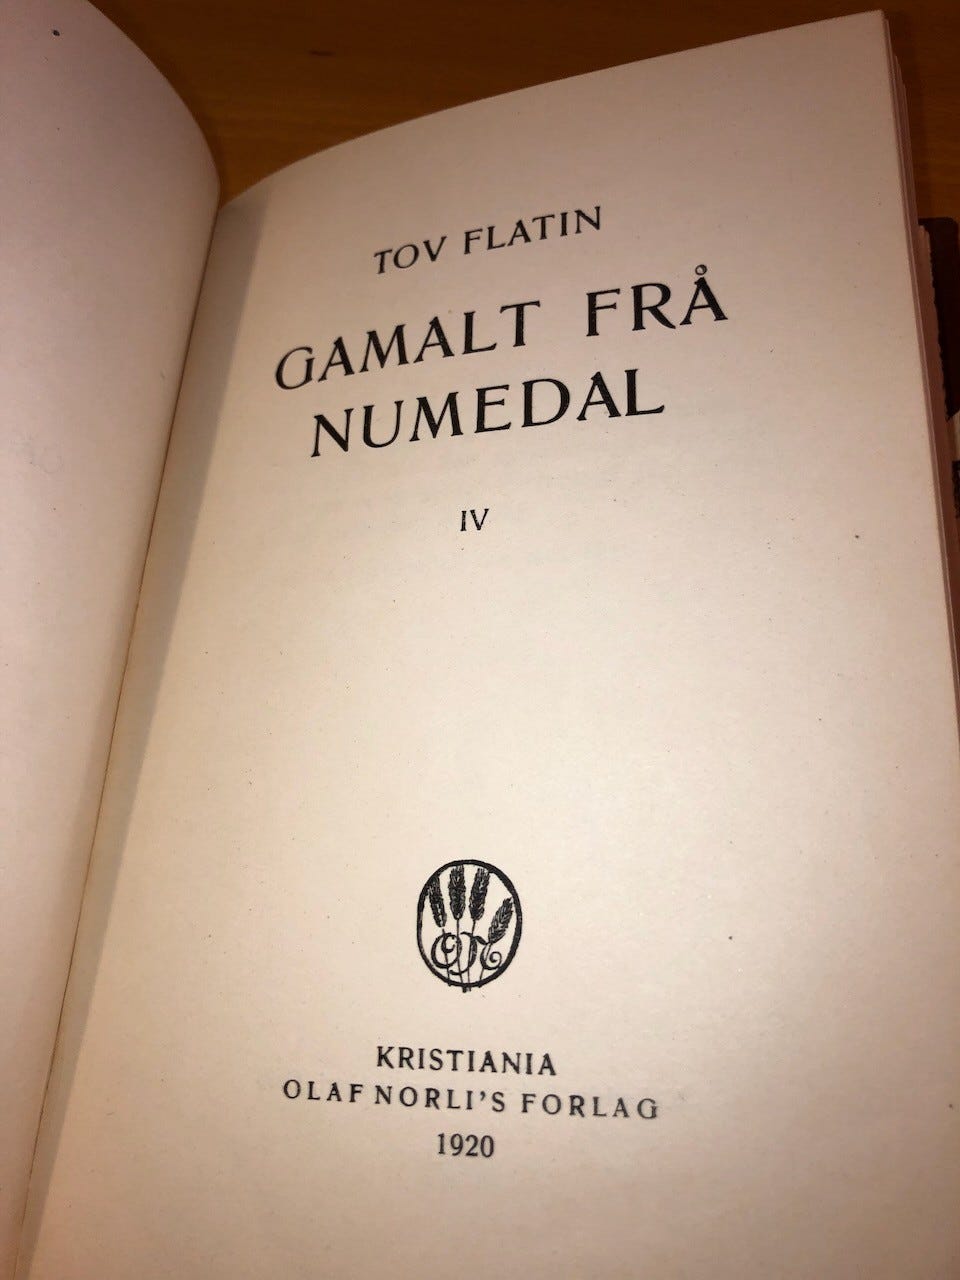 TOV FLATIN
GAMALT FRÅ
NUMEDAL
IV
KRISTIANIA
OLAF NORLI'S FORLAG
1920